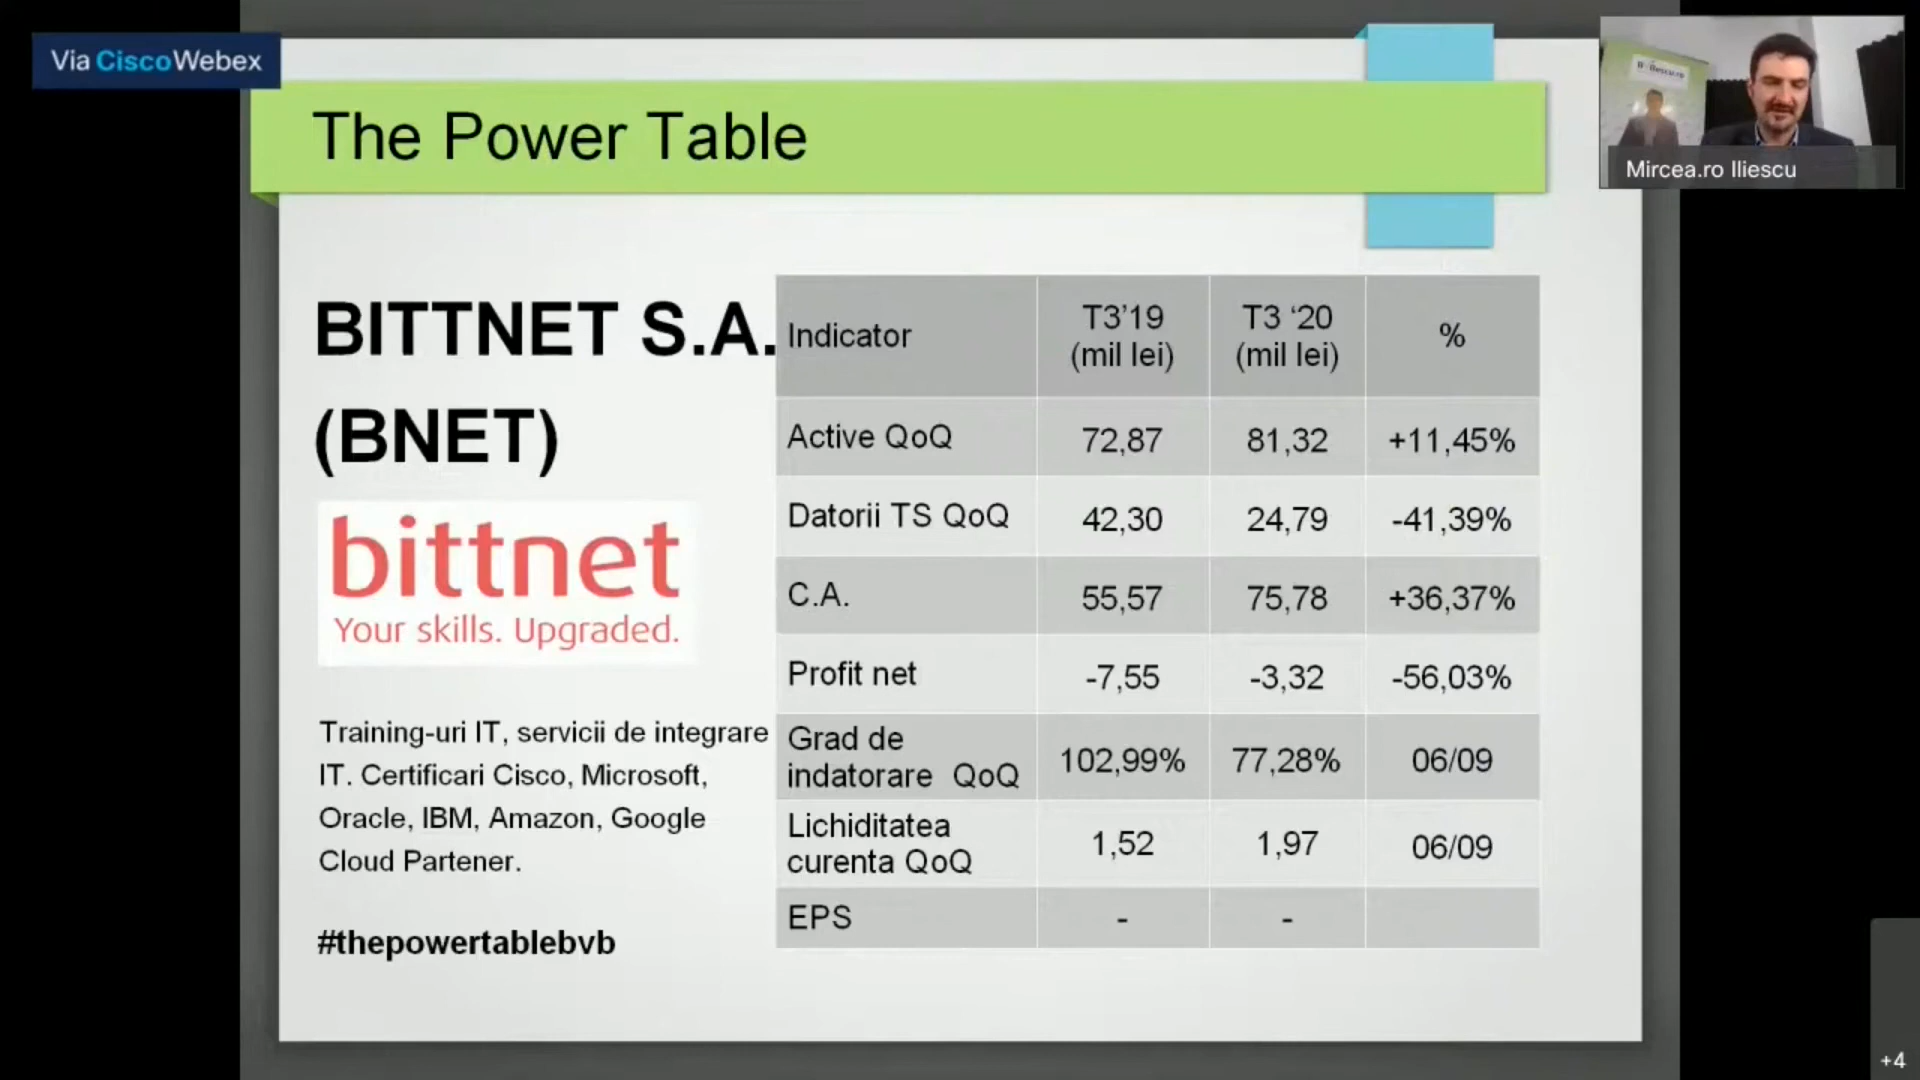 Via CiscoWebex
The Power Table
Mircea.ro Iliescu
BITTNET S.A.
(BNET)
bittnet
Your skills. Upgraded.
Training-uri IT, servicii de integrare
IT. Certificari Cisco, Microsoft,
Oracle, IBM, Amazon, Google
Cloud Partener.
#thepowertablebvb
Indicator T3’19 (mil lei) T3 ‘20 (mil lei) %
Active QoQ 72,87 81,32 +11,45%
Datorii TS QoQ 42,30 24,79 -41,39%
C.A. 55,57 75,78 +36,37%
Profit net -7,55 -3,32 -56,03%
Grad de indatorare QoQ 102,99% 77,28% 06/09
Lichiditatea curenta QoQ 1,52 1,97 06/09
EPS - -
+4